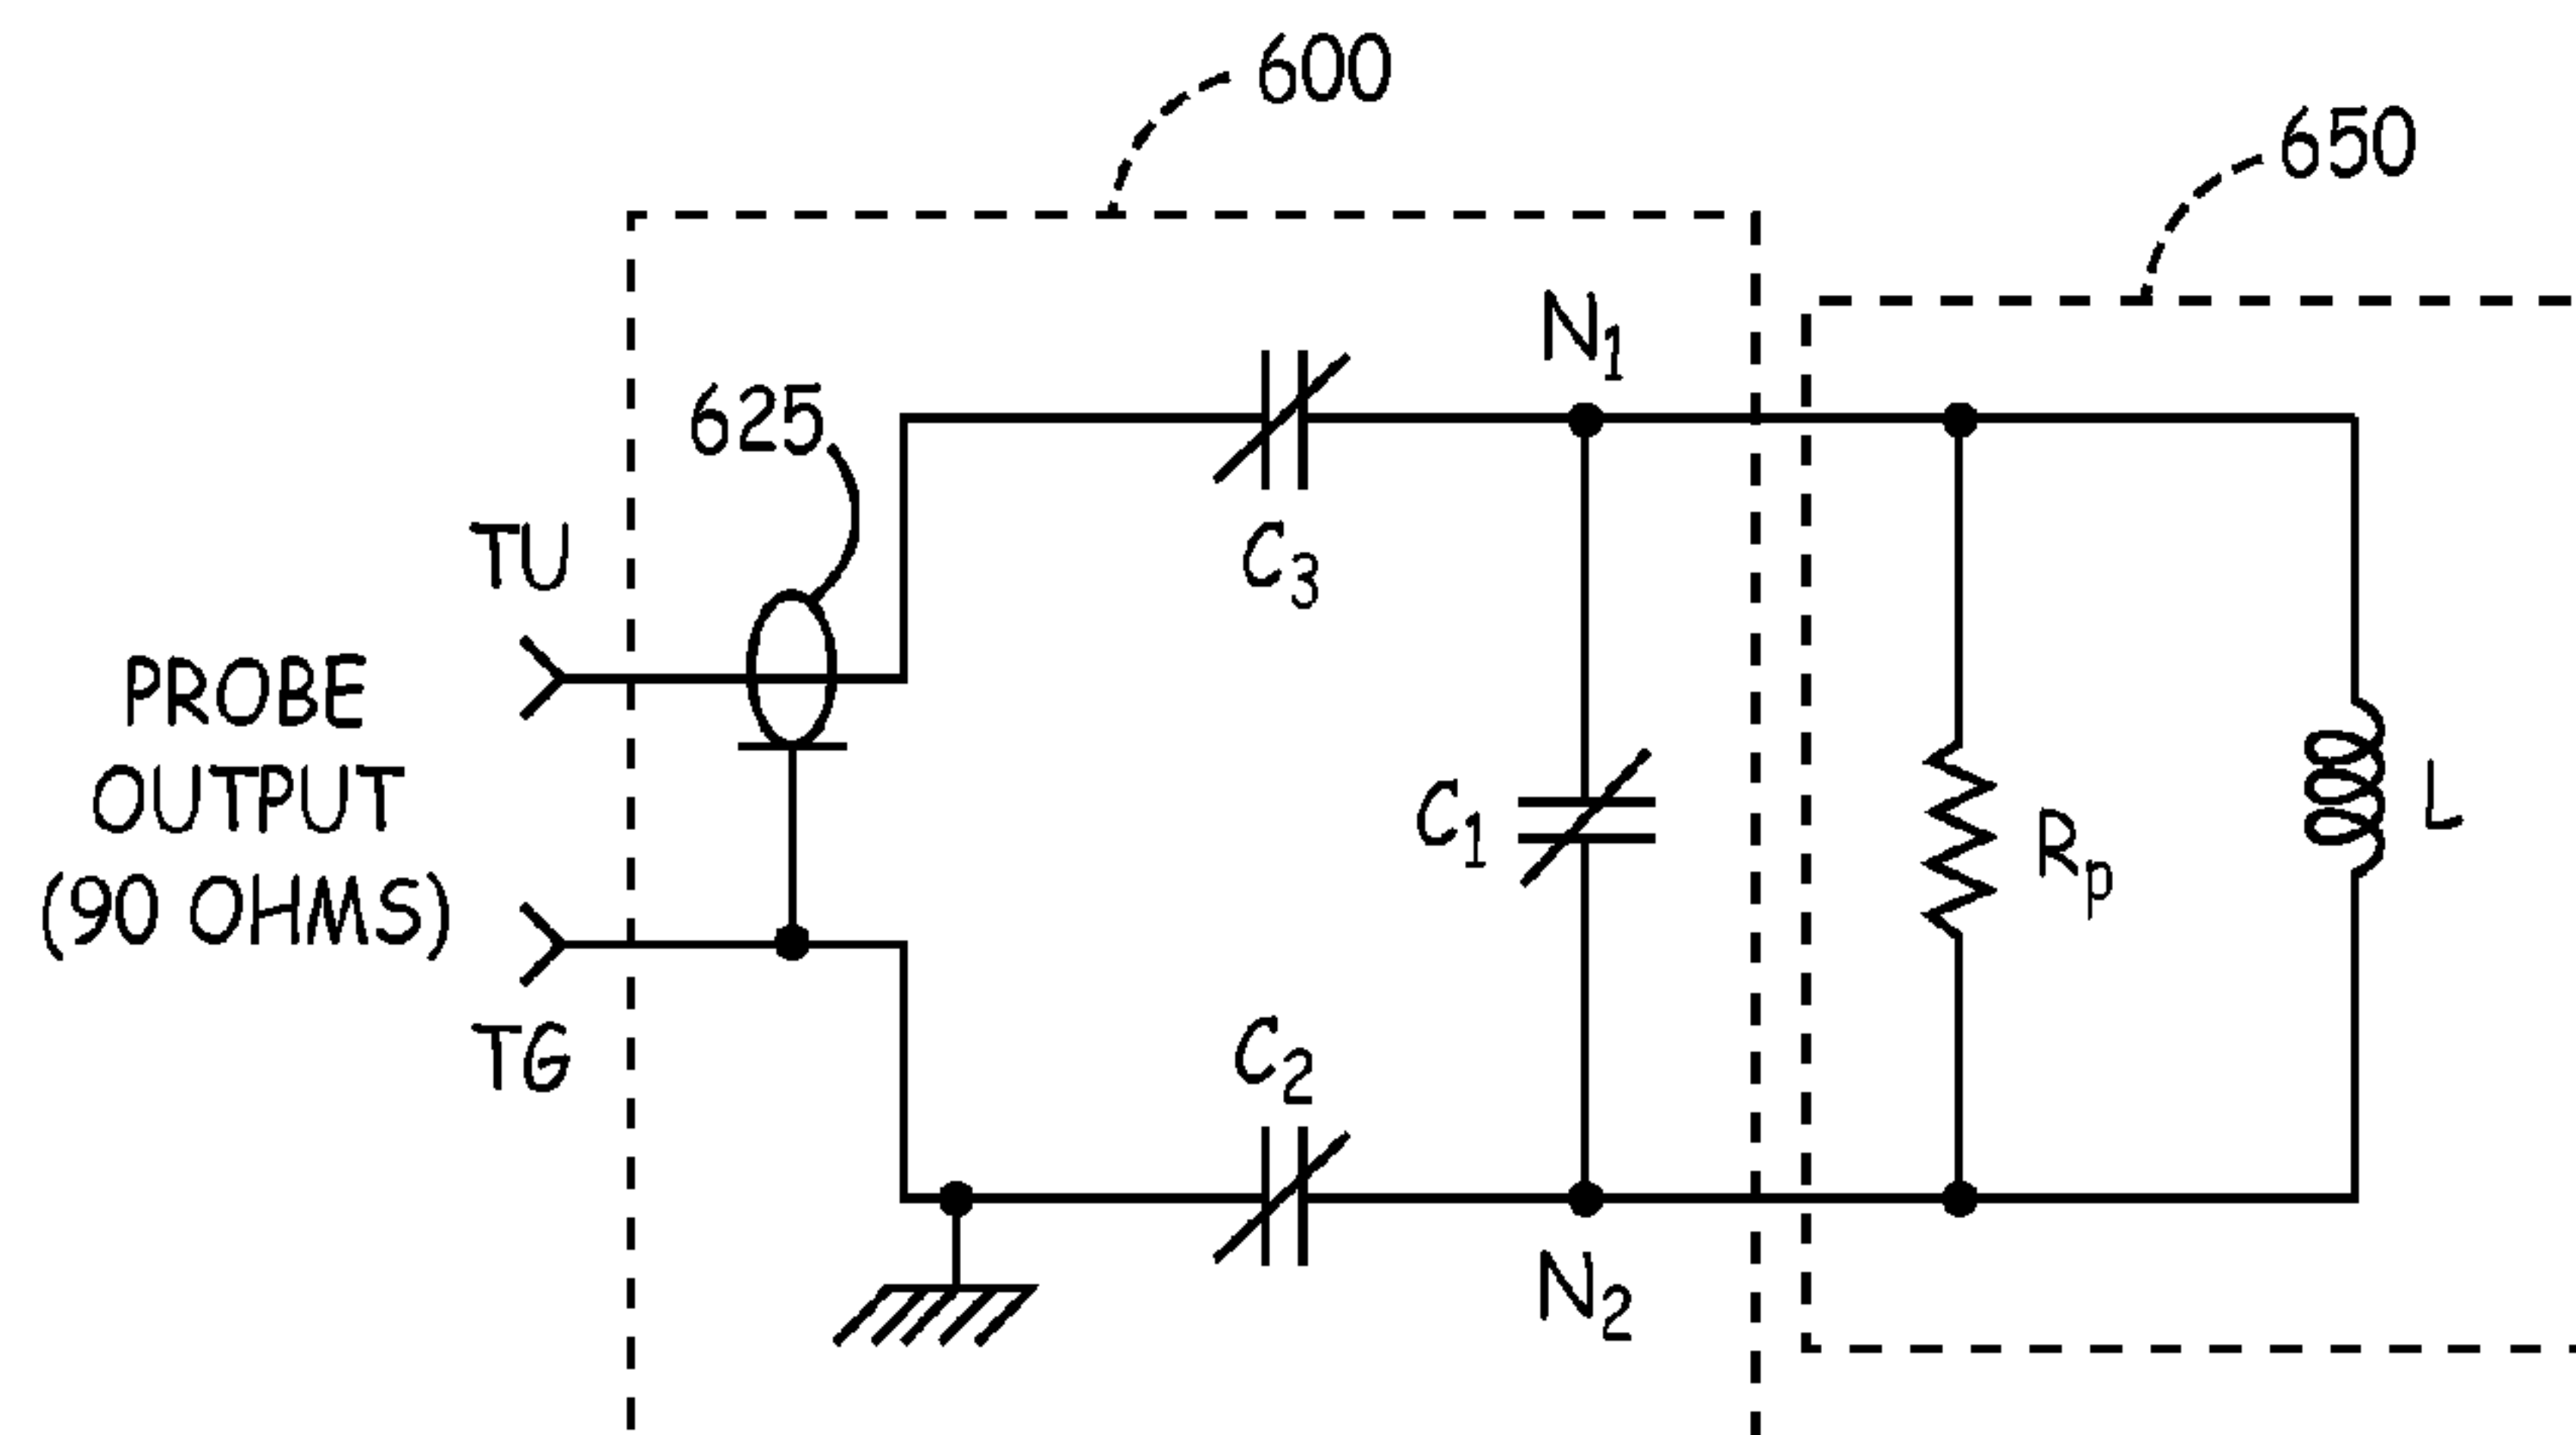 600
650
N1
625
C3
TU
PROBE
OUTPUT
(90 OHMS)
C1
Rp
L
TG
C2
N2